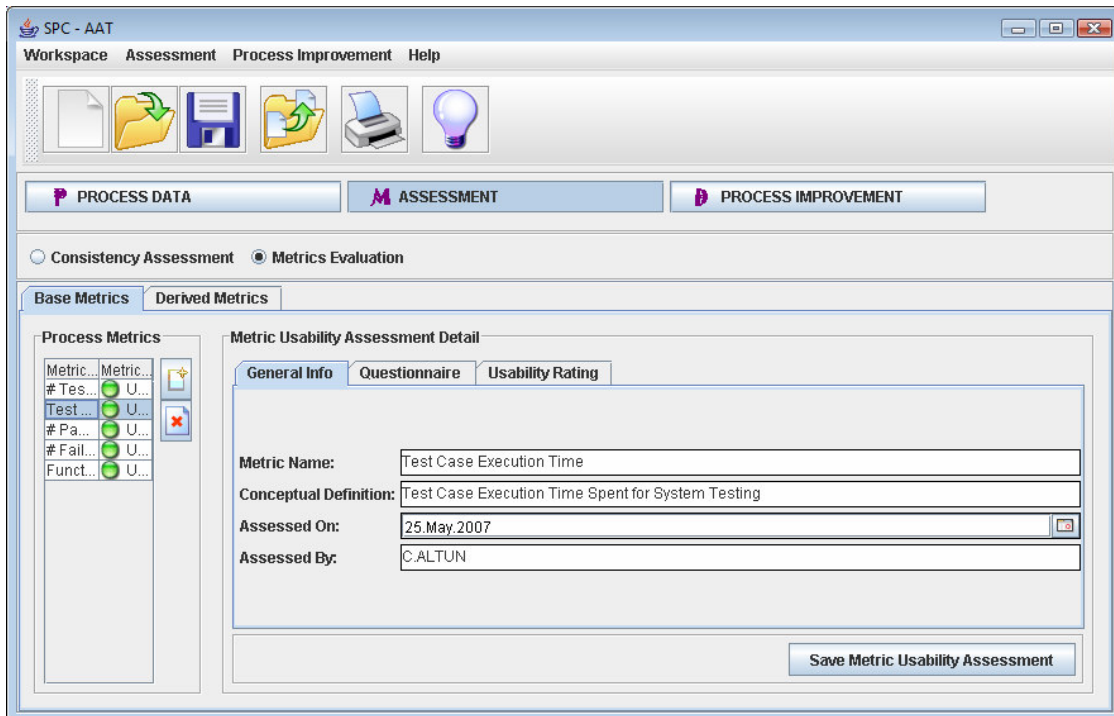 SPC - AAT
Workspace Assessment Process Improvement Help
P PROCESS DATA M ASSESSMENT D PROCESS IMPROVEMENT
Consistency Assessment Metrics Evaluation
Base Metrics Derived Metrics
Process Metrics
Metric... Metric...
# Tes... U...
Test ... U...
# Pa... U...
# Fail... U...
Funct... U...
Metric Usability Assessment Detail
General Info Questionnaire Usability Rating
Metric Name: Test Case Execution Time
Conceptual Definition: Test Case Execution Time Spent for System Testing
Assessed On: 25.May.2007
Assessed By: C.ALTUN
Save Metric Usability Assessment